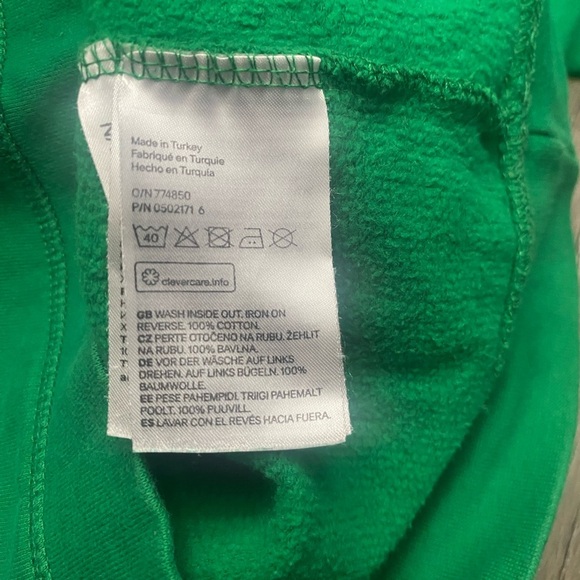 Made in Turkey
Fabriqué en Turquie
Hecho en Turquía
O/N 774850
P/N 0502171 6
40
clevercare.info
GB WASH INSIDE OUT. IRON ON
REVERSE. 100% COTTON.
CZ PERTE OTOČENO NA RUBU. ŽEHLIT
NA RUBU. 100% BAVLNA.
DE VOR DER WÄSCHE AUF LINKS
DREHEN. AUF LINKS BÜGELN. 100%
BAUMWOLLE.
EE PESE PAHEMPIDI. TRIIGI PAHEMALT
POOLT. 100% PUUVILL.
ES LAVAR CON EL REVÉS HACIA FUERA.